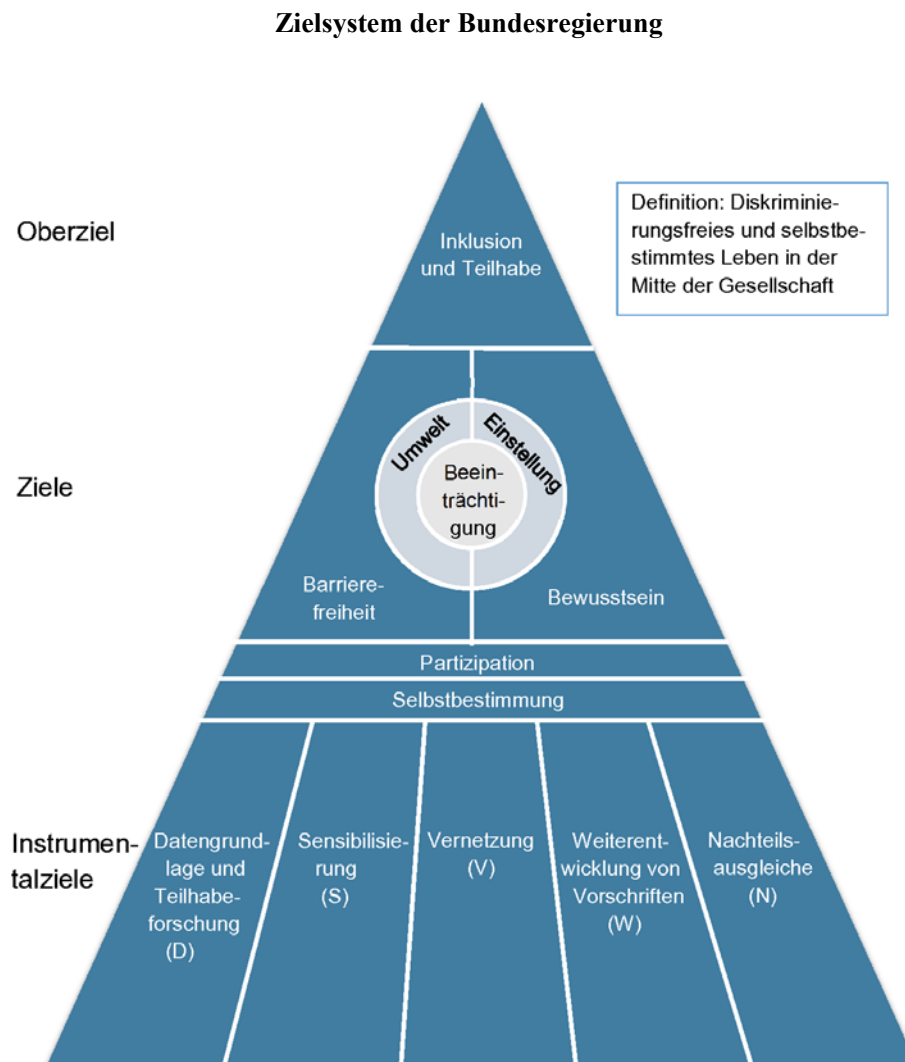 Zielsystem der Bundesregierung
Oberziel
Inklusion
und Teilhabe
Definition: Diskriminie-
rungsfreies und selbstbe-
stimmtes Leben in der
Mitte der Gesellschaft
Ziele
Umwelt
Einstellung
Beein-
trächti-
gung
Barriere-
freiheit
Bewusstsein
Partizipation
Selbstbestimmung
Instrumen-
talziele
Datengrund-
lage und
Teilhabe-
forschung
(D)
Sensibilisie-
rung
(S)
Vernetzung
(V)
Weiterent-
wicklung von
Vorschriften
(W)
Nachteils-
ausgleiche
(N)